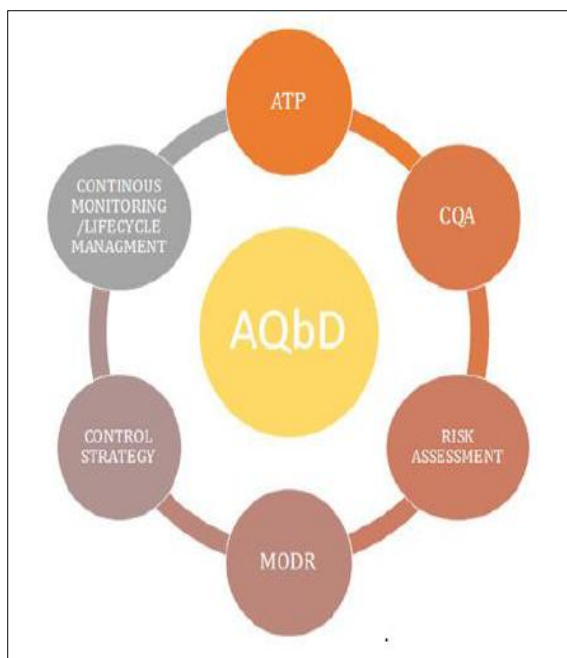 ATP
CQA
RISK
ASSESSMENT
MODR
CONTROL
STRATEGY
CONTINOUS
MONITORING
/LIFECYCLE
MANAGMENT
AQbD